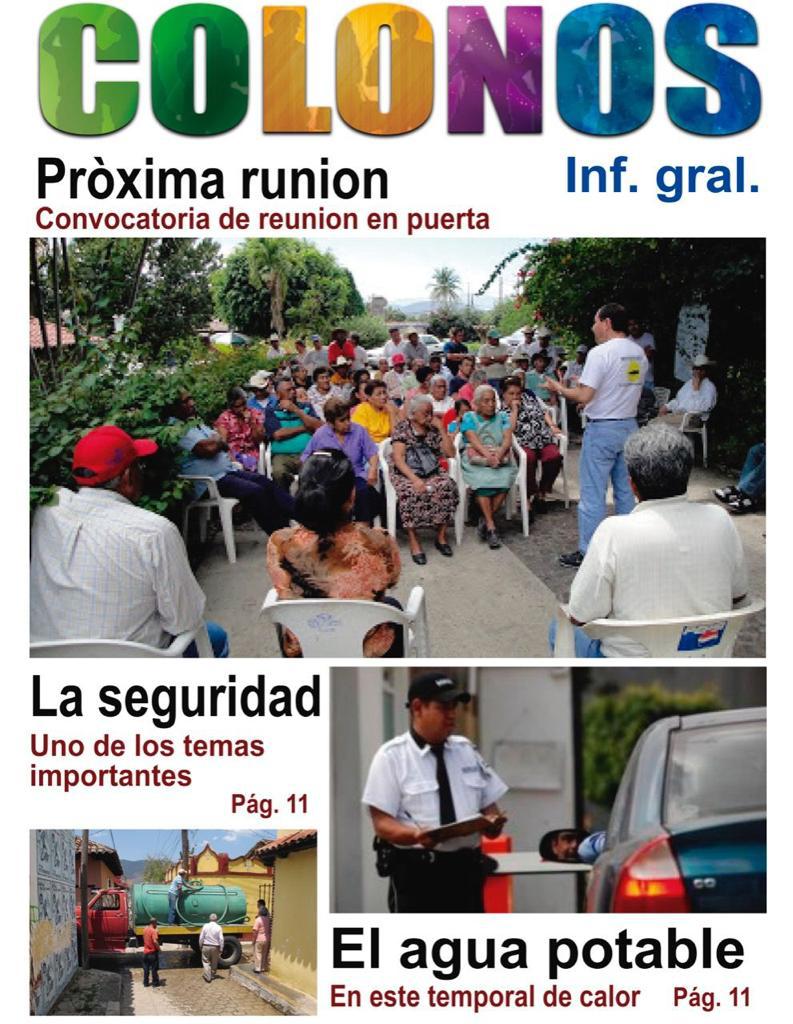 COLONOS
Pròxima runion
Inf. gral.
Convocatoria de reunion en puerta
La seguridad
Uno de los temas
importantes
Pág. 11
El agua potable
En este temporal de calor Pág. 11